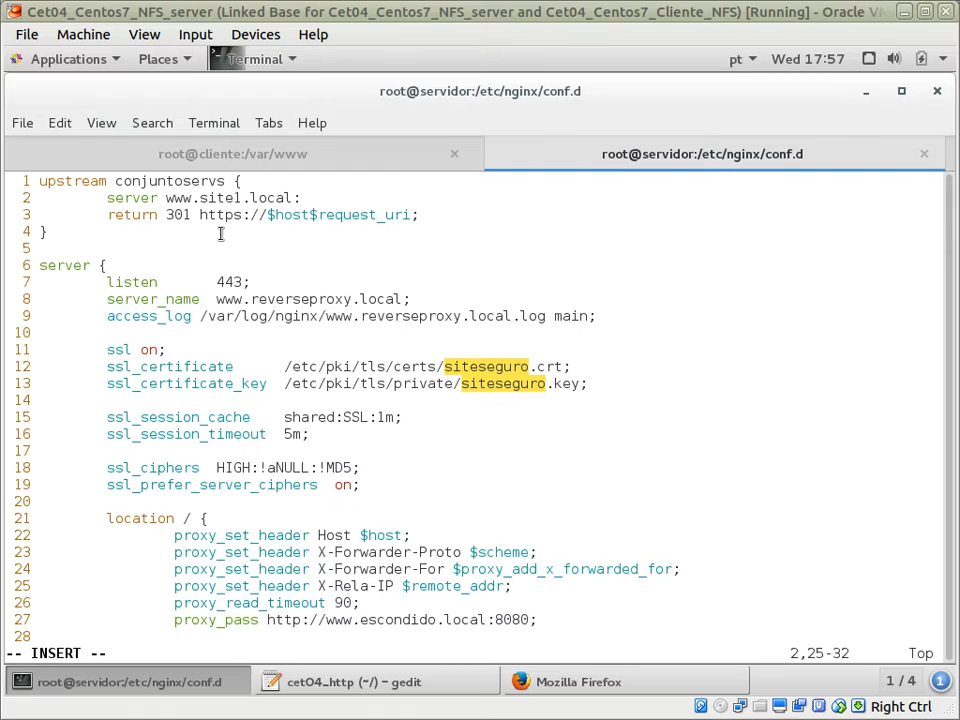 Cet04_Centos7_NFS_server (Linked Base for Cet04_Centos7_NFS_server and Cet04_Centos7_Cliente_NFS) [Running] - Oracle VM
File Machine View Input Devices Help
Applications Places Terminal pt Wed 17:57
root@servidor:/etc/nginx/conf.d
File Edit View Search Terminal Tabs Help
root@cliente:/var/www root@servidor:/etc/nginx/conf.d
1 upstream conjuntoservs {
2 server www.site1.local:
3 return 301 https://$host$request_uri;
4 }
5
6 server {
7 listen 443;
8 server_name www.reverseproxy.local;
9 access_log /var/log/nginx/www.reverseproxy.local.log main;
10
11 ssl on;
12 ssl_certificate /etc/pki/tls/certs/siteseguro.crt;
13 ssl_certificate_key /etc/pki/tls/private/siteseguro.key;
14
15 ssl_session_cache shared:SSL:1m;
16 ssl_session_timeout 5m;
17
18 ssl_ciphers HIGH:!aNULL:!MD5;
19 ssl_prefer_server_ciphers on;
20
21 location / {
22 proxy_set_header Host $host;
23 proxy_set_header X-Forwarder-Proto $scheme;
24 proxy_set_header X-Forwarder-For $proxy_add_x_forwarded_for;
25 proxy_set_header X-Rela-IP $remote_addr;
26 proxy_read_timeout 90;
27 proxy_pass http://www.escondido.local:8080;
28
-- INSERT -- 2,25-32 Top
root@servidor:/etc/nginx/conf.d cet04_http (~/) - gedit Mozilla Firefox 1 / 4 1
Right Ctrl